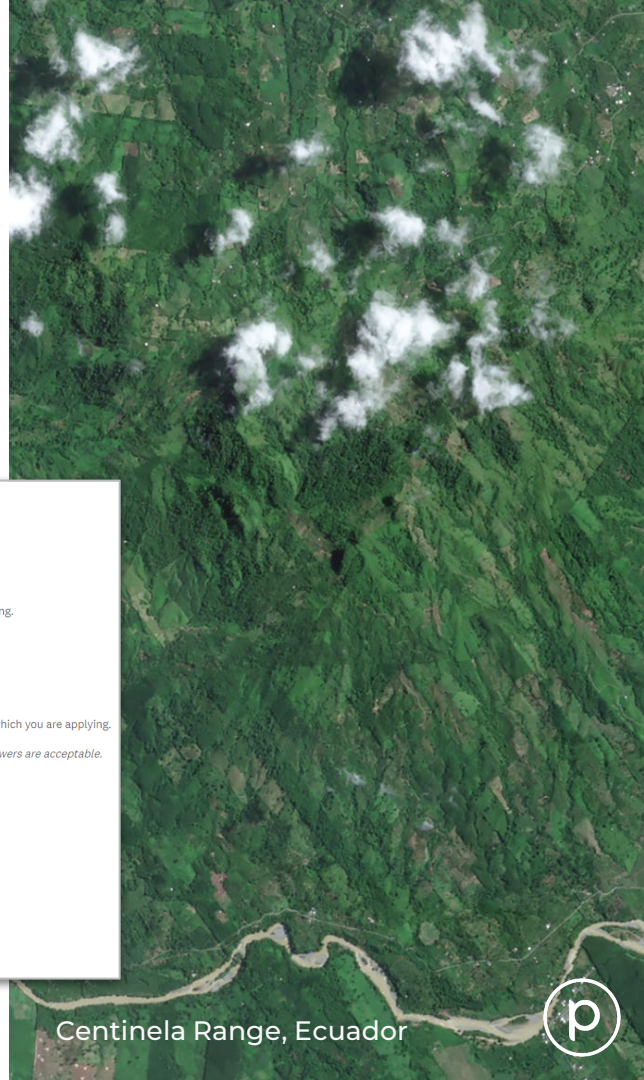 ng.
hich you are applying.
wers are acceptable.
Centinela Range, Ecuador
p